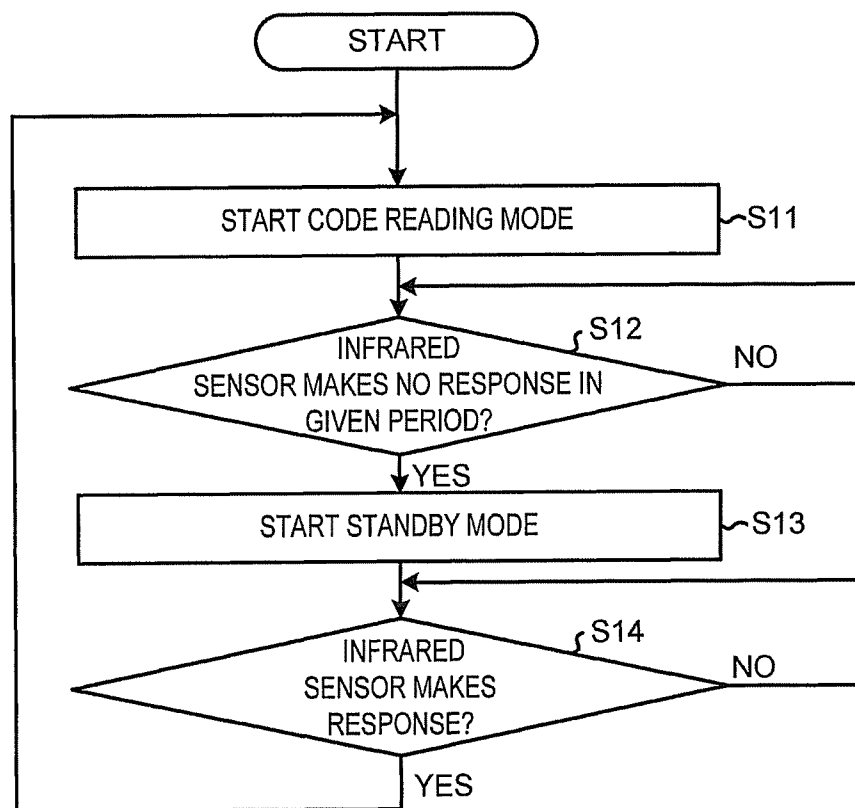 START
START CODE READING MODE
S11
S12
INFRARED
SENSOR MAKES NO RESPONSE IN
GIVEN PERIOD?
NO
YES
START STANDBY MODE
S13
S14
INFRARED
SENSOR MAKES
RESPONSE?
NO
YES